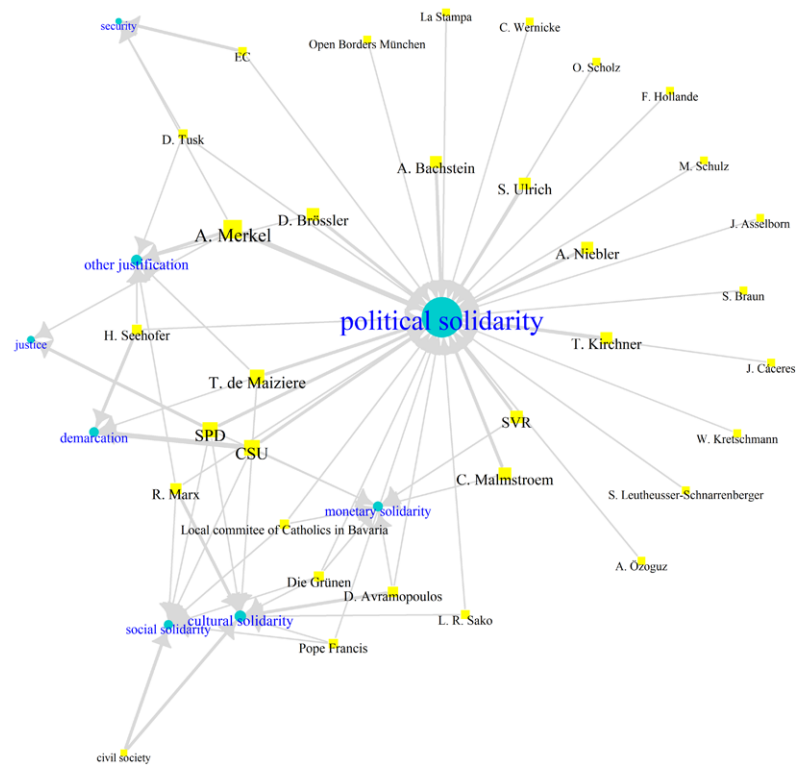 La Stampa
security
C. Wernicke
Open Borders München
EC
O. Scholz
F. Hollande
D. Tusk
A. Bachstein
M. Schulz
S. Ulrich
D. Brössler
J. Asselborn
A. Merkel
A. Niebler
other justification
S. Braun
political solidarity
H. Seehofer
justice
T. Kirchner
J. Cáceres
T. de Maiziere
SPD
demarcation
SVR
W. Kretschmann
CSU
C. Malmstroem
R. Marx
S. Leutheusser-Schnarrenberger
monetary solidarity
Local commitee of Catholics in Bavaria
A. Özoguz
Die Grünen
D. Avramopoulos
cultural solidarity
L. R. Sako
social solidarity
Pope Francis
civil society